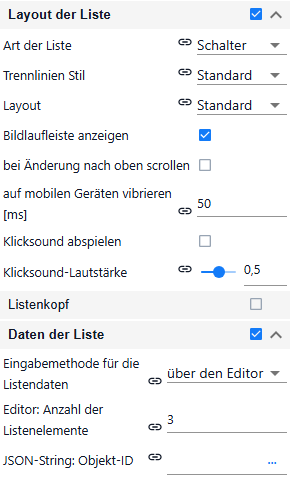 Layout der Liste
Art der Liste Schalter
Trennlinien Stil Standard
Layout Standard
Bildlaufleiste anzeigen
bei Änderung nach oben scrollen
auf mobilen Geräten vibrieren
[ms] 50
Klicksound abspielen
Klicksound-Lautstärke 0,5
Listenkopf
Daten der Liste
Eingabemethode für die
Listendaten über den Editor
Editor: Anzahl der
Listenelemente 3
JSON-String: Objekt-ID ...